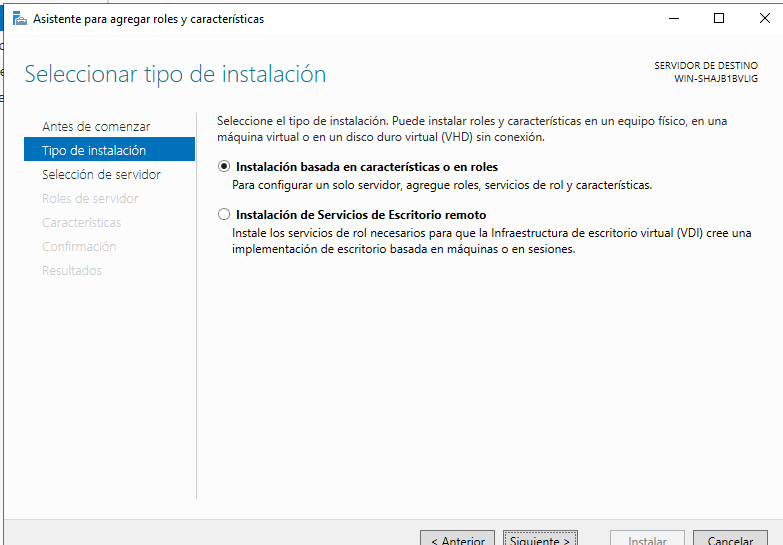 Asistente para agregar roles y características
Seleccionar tipo de instalación
SERVIDOR DE DESTINO
WIN-SHAJB1BVLIG
Antes de comenzar
Tipo de instalación
Selección de servidor
Roles de servidor
Características
Confirmación
Resultados
Seleccione el tipo de instalación. Puede instalar roles y características en un equipo físico, en una
máquina virtual o en un disco duro virtual (VHD) sin conexión.
Instalación basada en características o en roles
Para configurar un solo servidor, agregue roles, servicios de rol y características.
Instalación de Servicios de Escritorio remoto
Instale los servicios de rol necesarios para que la Infraestructura de escritorio virtual (VDI) cree una
implementación de escritorio basada en máquinas o en sesiones.
< Anterior
Siguiente >
Instalar
Cancelar